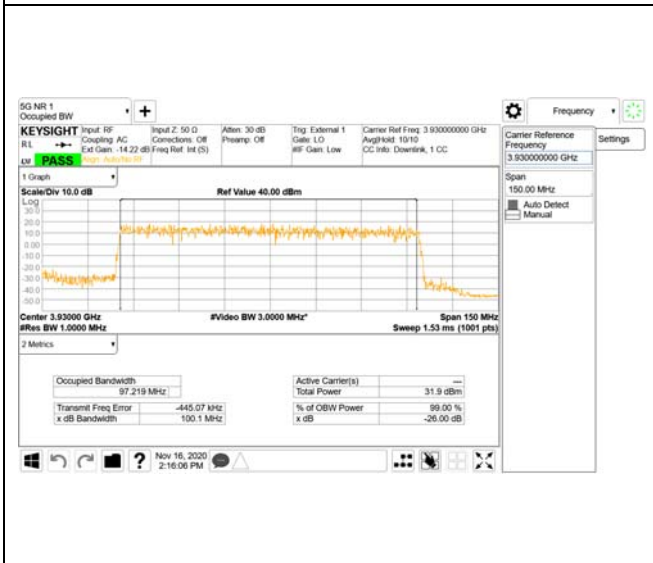 5G NR 1
Occupied BW
Frequency
KEYSIGHT Input: RF Input Z: 50 Ω Atten: 30 dB Trig: External 1 Carrier Ref Freq: 3.930000000 GHz
RL Coupling: AC Corrections: Off Preamp: Off Gate: LO Avg|Hold: 10/10
Ext Gain: -14.22 dB Freq Ref: Int (S) #IF Gain: Low CC Info: Downlink, 1 CC
PASS Align: Auto/No RF
Carrier Reference
Frequency
3.930000000 GHz
Settings
Span
150.00 MHz
Auto Detect
Manual
1 Graph
Scale/Div 10.0 dB Ref Value 40.00 dBm
Log
30.0
20.0
10.0
0.00
-10.0
-20.0
-30.0
-40.0
-50.0
Center 3.93000 GHz #Video BW 3.0000 MHz* Span 150 MHz
#Res BW 1.0000 MHz Sweep 1.53 ms (1001 pts)
2 Metrics
Occupied Bandwidth Active Carrier(s) ---
97.219 MHz Total Power 31.9 dBm
Transmit Freq Error -445.07 kHz % of OBW Power 99.00 %
x dB Bandwidth 100.1 MHz x dB -26.00 dB
? Nov 16, 2020
2:16:06 PM